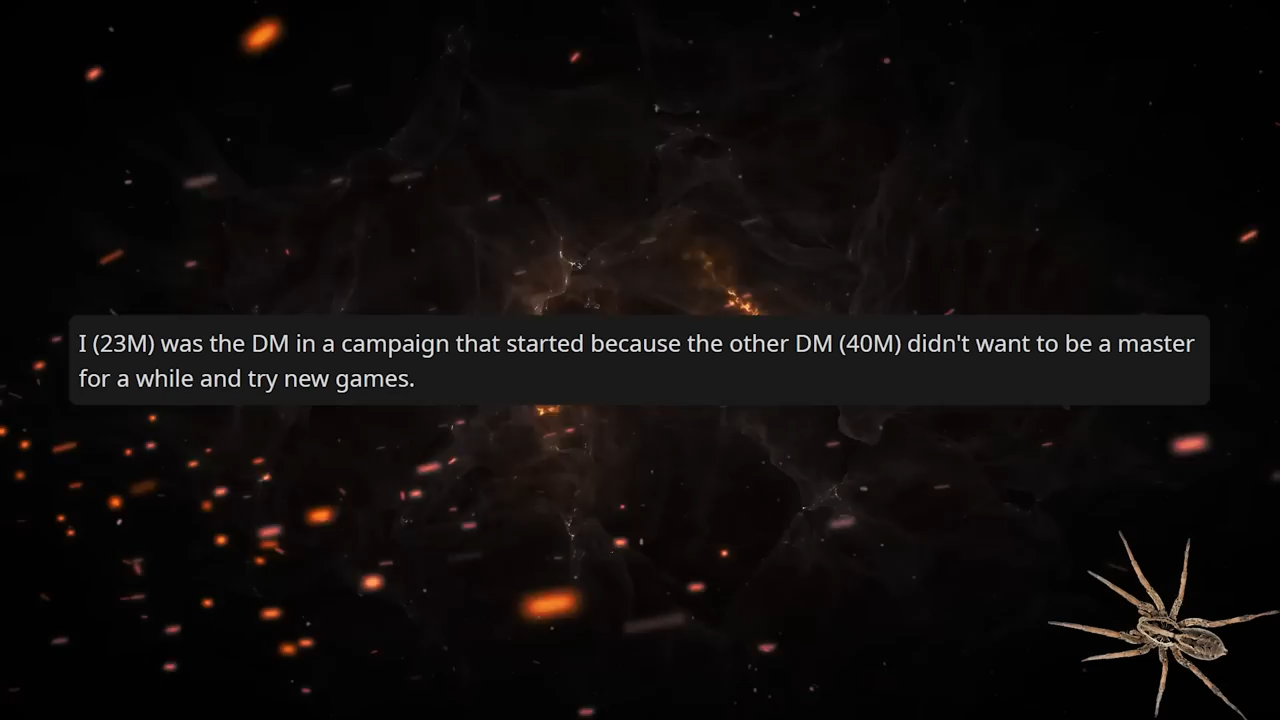 I (23M) was the DM in a campaign that started because the other DM (40M) didn't want to be a master
for a while and try new games.